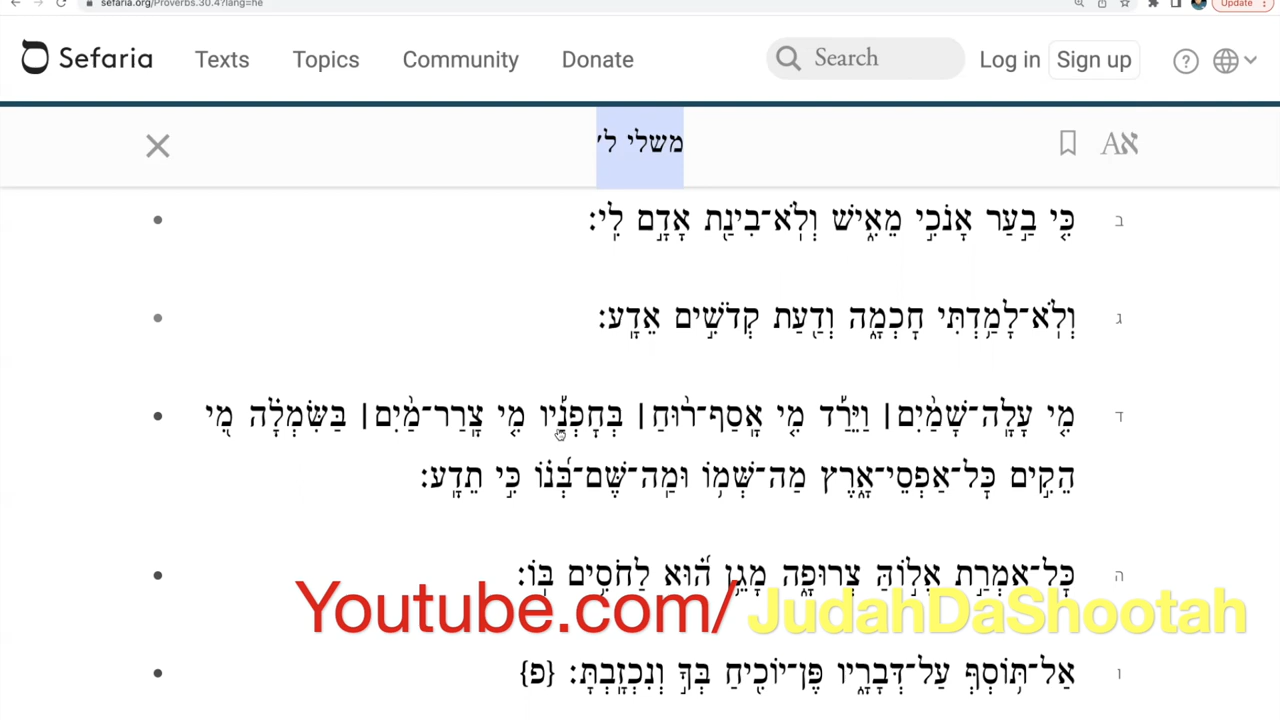 sefaria.org/Proverbs.30.4?lang=he
Update
Sefaria Texts Topics Community Donate Search Log in Sign up
משלי ל׳
Aא
ב כִּ֤י בַ֣עַר אָנֹכִ֣י מֵאִ֑ישׁ וְלֹֽא־בִינַ֖ת אָדָ֣ם לִֽי׃
ג וְלֹֽא־לָמַ֥דְתִּי חׇכְמָ֑ה וְדַ֖עַת קְדֹשִׁ֣ים אֵדָֽע׃
ד מִ֤י עָלָֽה־שָׁמַ֨יִם ׀ וַיֵּרַ֡ד מִ֤י אָֽסַף־ר֨וּחַ ׀ בְּחׇפְנָ֡יו מִ֤י צָֽרַר־מַ֨יִם ׀ בַּשִּׂמְלָ֗ה מִ֭י
הֵקִ֣ים כׇּל־אַפְסֵי־אָ֑רֶץ מַה־שְּׁמ֥וֹ וּמַֽה־שֶּׁם־בְּ֝נ֗וֹ כִּ֣י תֵדָֽע׃
ה כׇּל־אִמְרַ֣ת אֱל֣וֹהַּ צְרוּפָ֑ה מָגֵ֥ן ה֝֗וּא לַחֹסִ֥ים בּֽוֹ׃
Youtube.com/JudahDaShootah
ו אַל־תּ֥וֹסְףְּ עַל־דְּבָרָ֑יו פֶּן־יוֹכִ֖יחַ בְּךָ֣ וְנִכְזָֽבְתָּ׃ {פ}